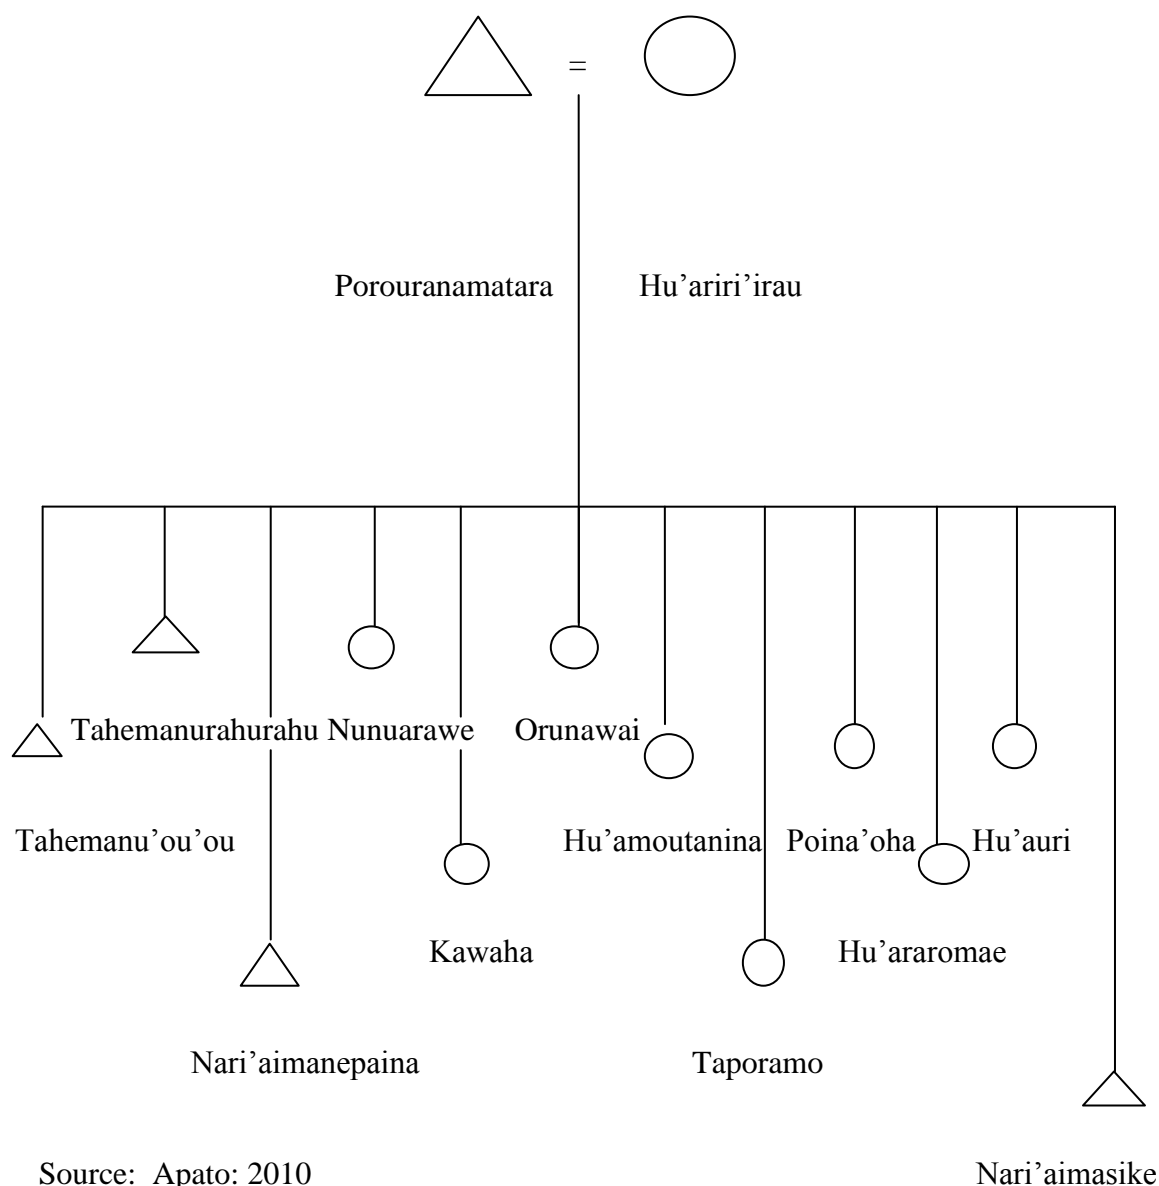 =
Porouranamatara Hu’ariri’irau
Tahemanurahurahu Nunuarawe Orunawai
Tahemanu’ou’ou Hu’amoutanina Poina’oha Hu’auri
Kawaha Hu’araromae
Nari’aimanepaina Taporamo
Source: Apato: 2010 Nari’aimasike